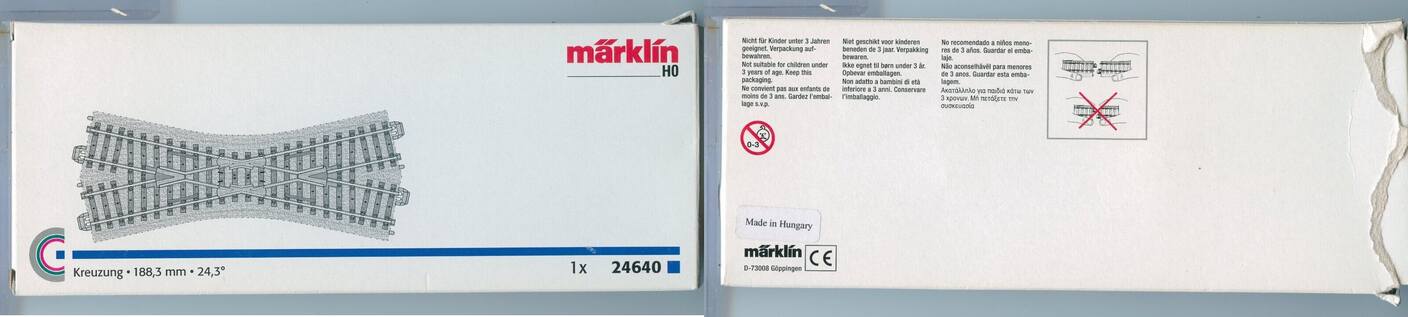 märklin
H0
Kreuzung • 188,3 mm • 24,3°
1x 24640
Nicht für Kinder unter 3 Jahren
geeignet. Verpackung auf-
bewahren.
Not suitable for children under
3 years of age. Keep this
packaging.
Ne convient pas aux enfants de
moins de 3 ans. Gardez l'embal-
lage s.v.p.
Niet geschikt voor kinderen
beneden de 3 jaar. Verpakking
bewaren.
Ikke egnet til børn under 3 år.
Opbevar emballagen.
Non adatto a bambini di età
inferiore a 3 anni. Conservare
l'imballaggio.
No recomendado a niños meno-
res de 3 años. Guardar el emba-
laje.
Não aconselhável para menores
de 3 anos. Guardar esta emba-
lagem.
Ακατάλληλο για παιδιά κάτω των
3 χρονων. Μή πετάξετε την
συσκευασία
0-3
Made in Hungary
märklin CE
D-73008 Göppingen